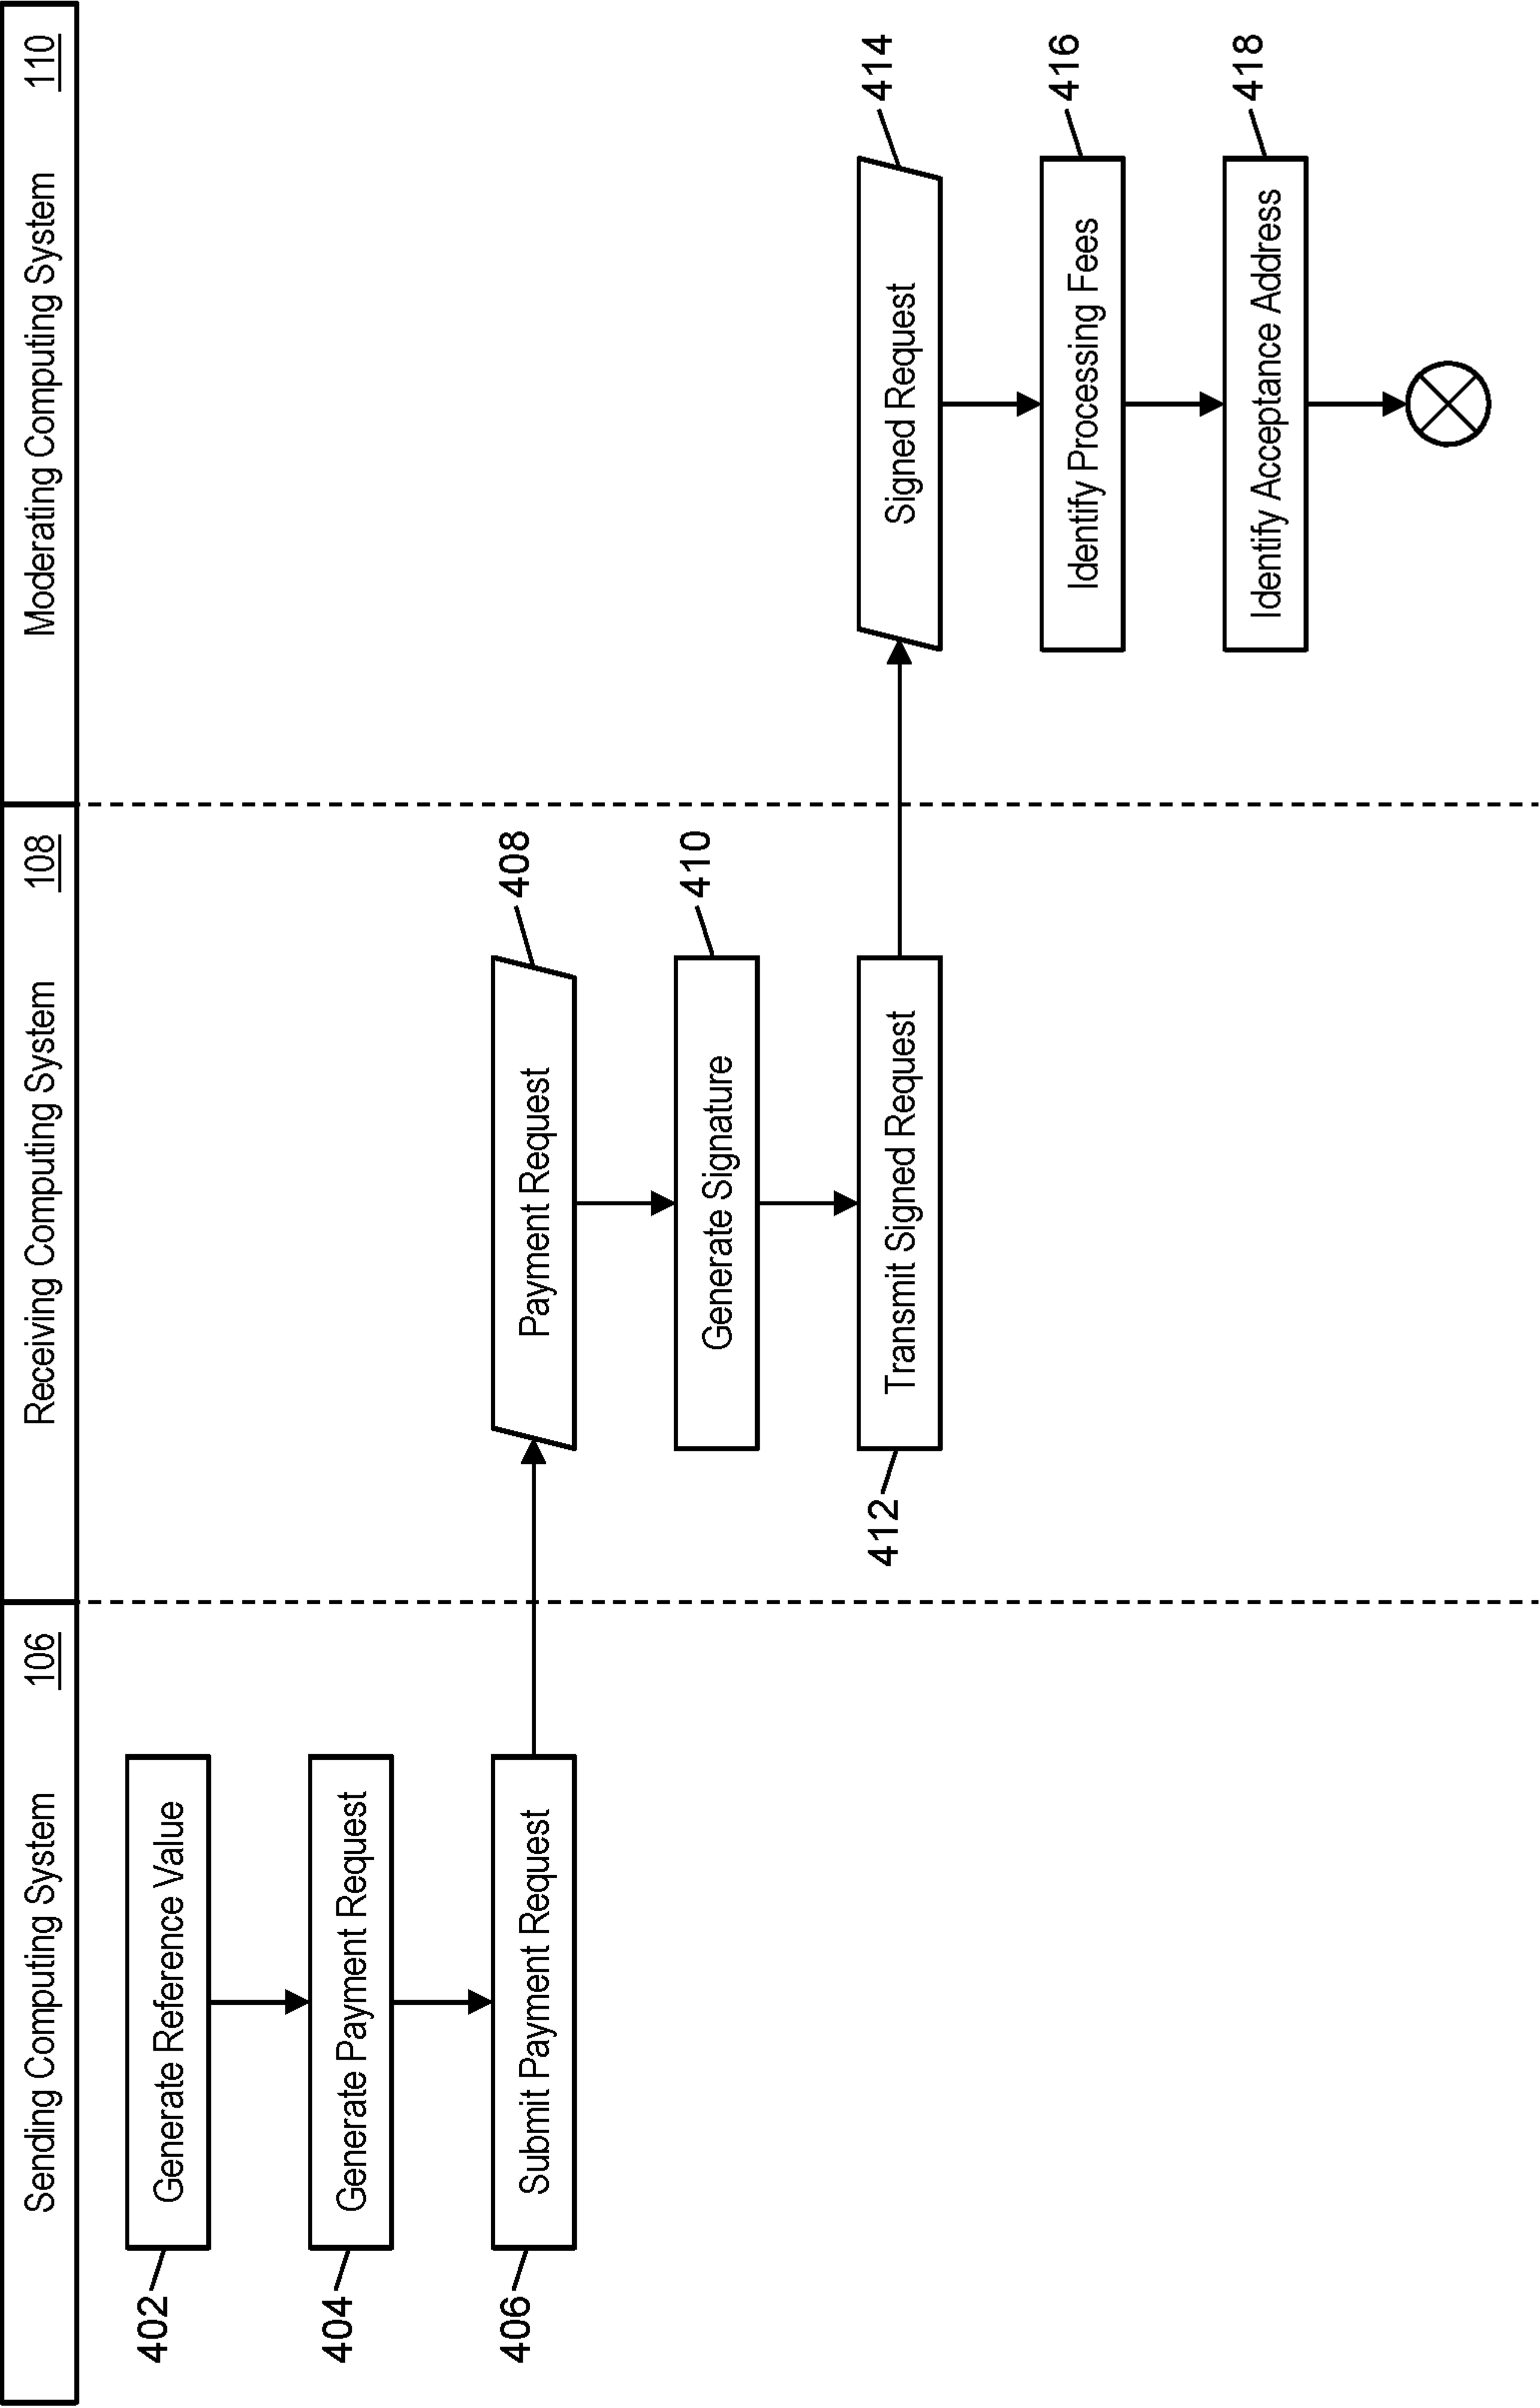 Sending Computing System 106
Receiving Computing System 108
Moderating Computing System 110
402
Generate Reference Value
404
Generate Payment Request
406
Submit Payment Request
Payment Request
408
Generate Signature
410
412
Transmit Signed Request
Signed Request
414
Identify Processing Fees
416
Identify Acceptance Address
418